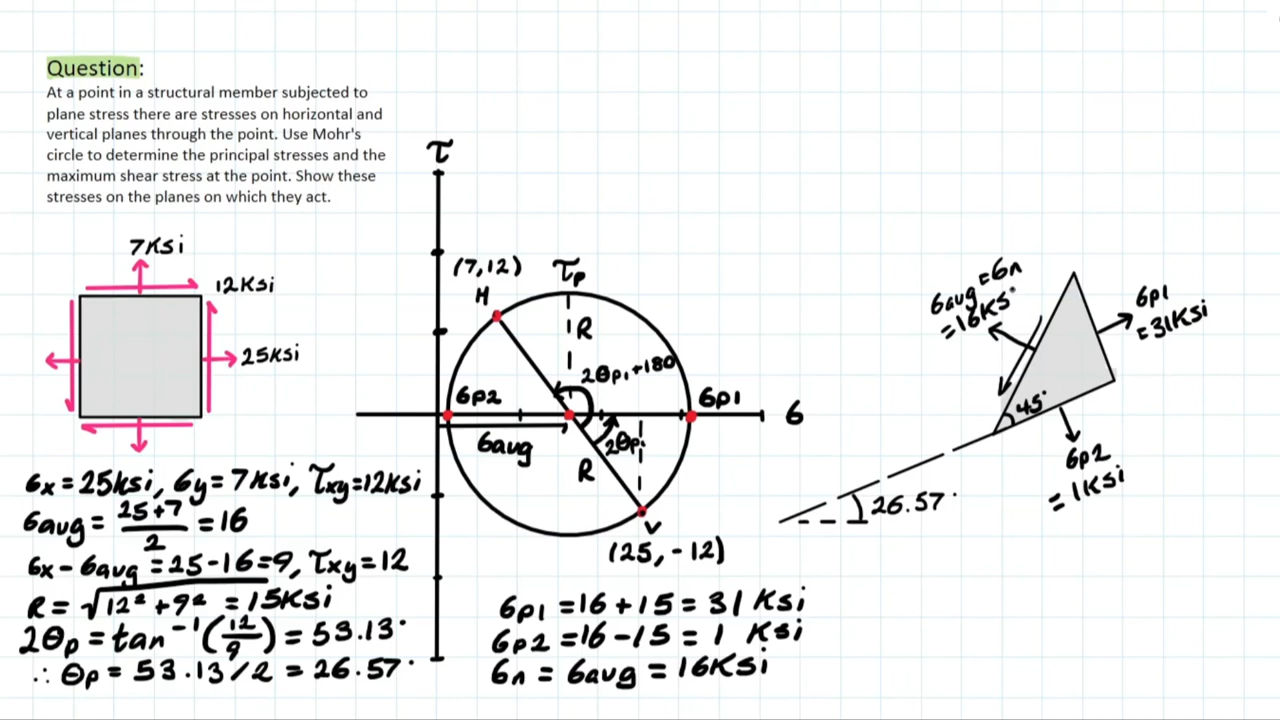 Question:
At a point in a structural member subjected to
plane stress there are stresses on horizontal and
vertical planes through the point. Use Mohr's
circle to determine the principal stresses and the
maximum shear stress at the point. Show these
stresses on the planes on which they act.
7Ksi
12Ksi
25Ksi
6x = 25ksi, 6y = 7Ksi, τxy = 12ksi
6avg = 25+7/2 = 16
6x - 6avg = 25-16=9, τxy = 12
R = √12² + 9² = 15Ksi
2θp = tan⁻¹(12/9) = 53.13°
∴ θp = 53.13/2 = 26.57°
τ
(7,12)
H
τp
R
2θp1+180
6p2
6p1
6
6avg
2θp1
R
V
(25, -12)
6p1 = 16 + 15 = 31 Ksi
6p2 = 16 - 15 = 1 Ksi
6n = 6avg = 16Ksi
6avg = 6n
= 16Ksi
6p1
= 31Ksi
45°
6p2
= 1Ksi
26.57°